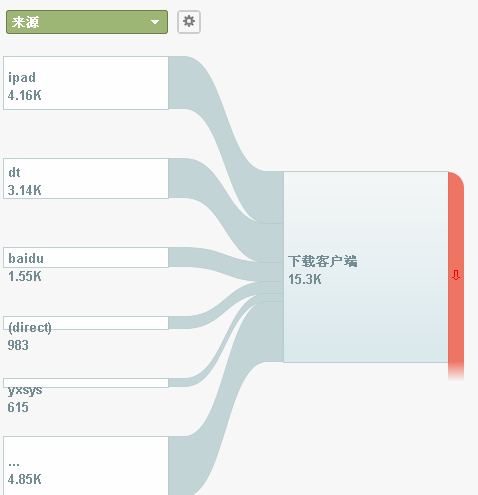 来源
ipad
4.16K
dt
3.14K
baidu
1.55K
(direct)
983
yxsys
615
...
4.85K
下载客户端
15.3K